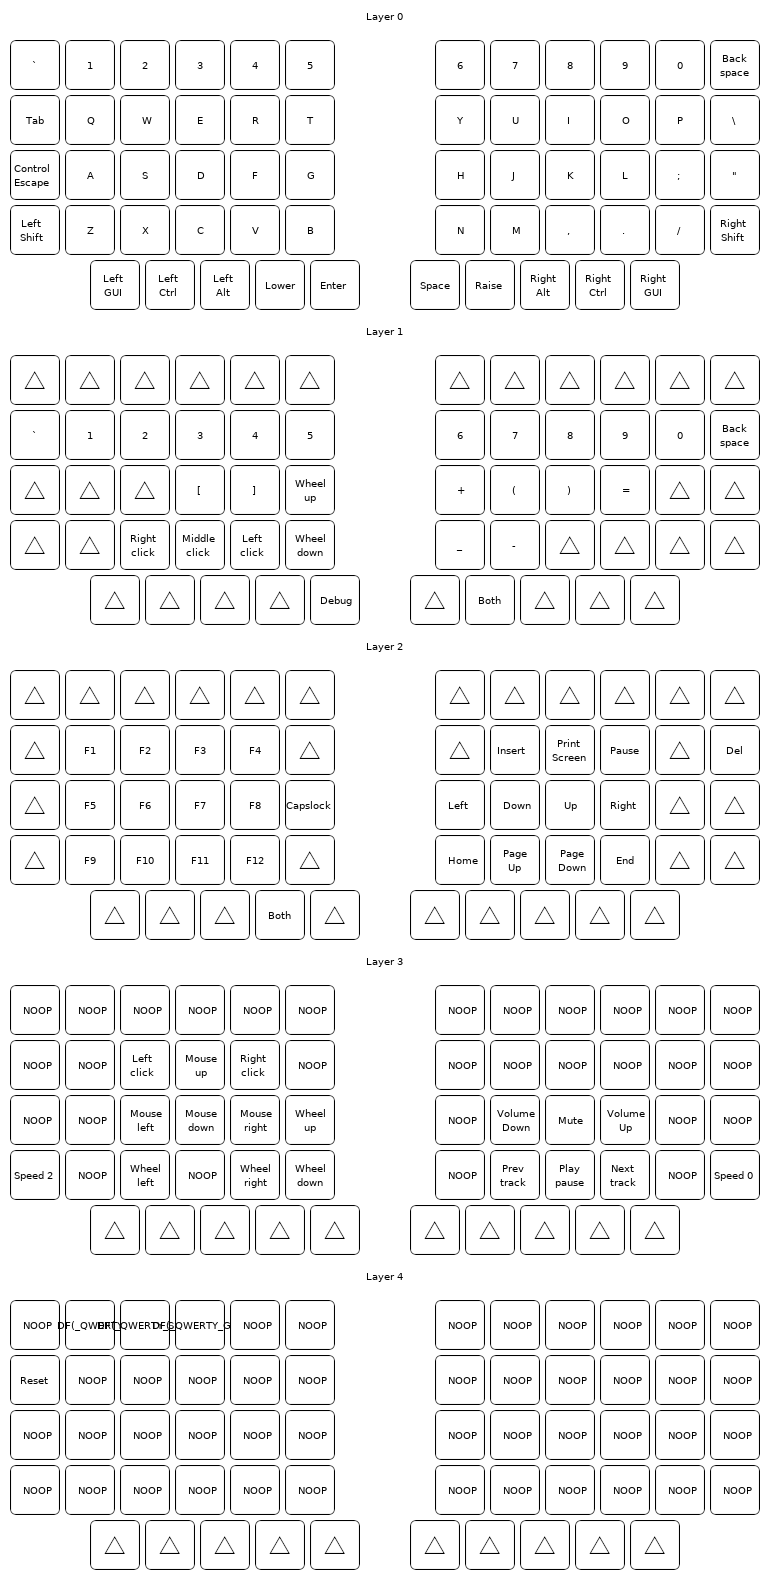 Layer 0
` 1 2 3 4 5 6 7 8 9 0 Back space
Tab Q W E R T Y U I O P \
Control Escape A S D F G H J K L ; "
Left Shift Z X C V B N M , . / Right Shift
Left GUI Left Ctrl Left Alt Lower Enter Space Raise Right Alt Right Ctrl Right GUI
Layer 1
△ △ △ △ △ △ △ △ △ △ △ △
` 1 2 3 4 5 6 7 8 9 0 Back space
△ △ △ [ ] Wheel up + ( ) = △ △
△ △ Right click Middle click Left click Wheel down _ - △ △ △ △
△ △ △ △ Debug △ Both △ △ △
Layer 2
△ △ △ △ △ △ △ △ △ △ △ △
△ F1 F2 F3 F4 △ △ Insert Print Screen Pause △ Del
△ F5 F6 F7 F8 Capslock Left Down Up Right △ △
△ F9 F10 F11 F12 △ Home Page Up Page Down End △ △
△ △ △ Both △ △ △ △ △ △
Layer 3
NOOP NOOP NOOP NOOP NOOP NOOP NOOP NOOP NOOP NOOP NOOP NOOP
NOOP NOOP Left click Mouse up Right click NOOP NOOP NOOP NOOP NOOP NOOP NOOP
NOOP NOOP Mouse left Mouse down Mouse right Wheel up NOOP Volume Down Mute Volume Up NOOP NOOP
Speed 2 NOOP Wheel left NOOP Wheel right Wheel down NOOP Prev track Play pause Next track NOOP Speed 0
△ △ △ △ △ △ △ △ △ △
Layer 4
NOOP NOOP NOOP NOOP NOOP NOOP NOOP NOOP NOOP
Reset NOOP NOOP NOOP NOOP NOOP NOOP NOOP NOOP NOOP NOOP NOOP
NOOP NOOP NOOP NOOP NOOP NOOP NOOP NOOP NOOP NOOP NOOP NOOP
NOOP NOOP NOOP NOOP NOOP NOOP NOOP NOOP NOOP NOOP NOOP NOOP
△ △ △ △ △ △ △ △ △ △